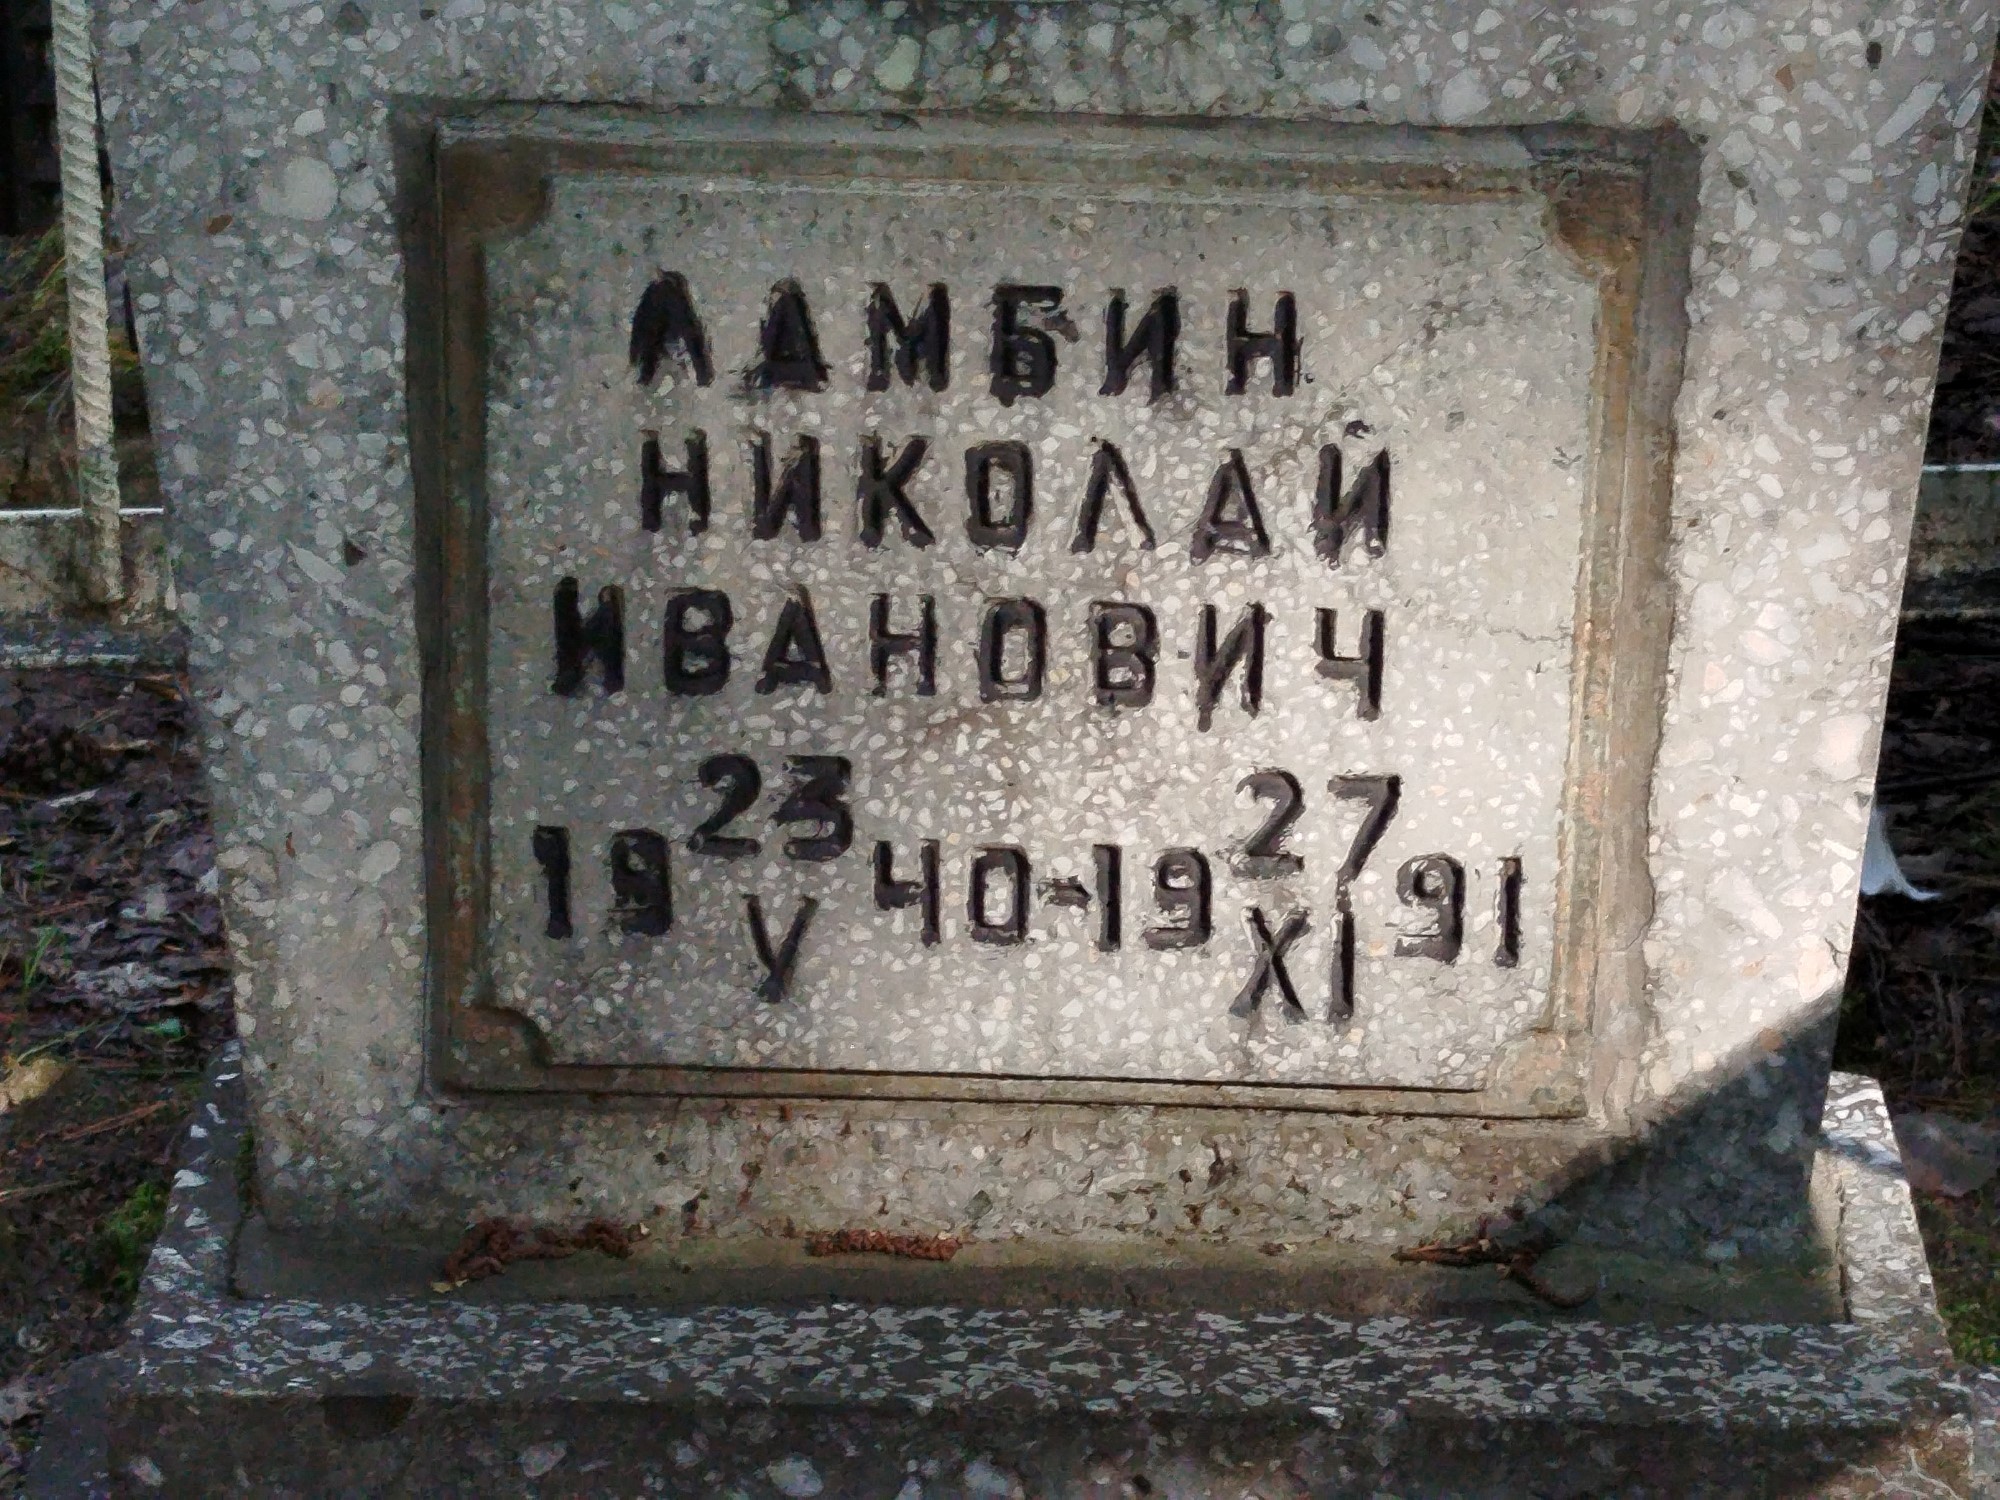 ЛАМБИН
НИКОЛАЙ
ИВАНОВИЧ
19 23/V 40-19 27/XI 91